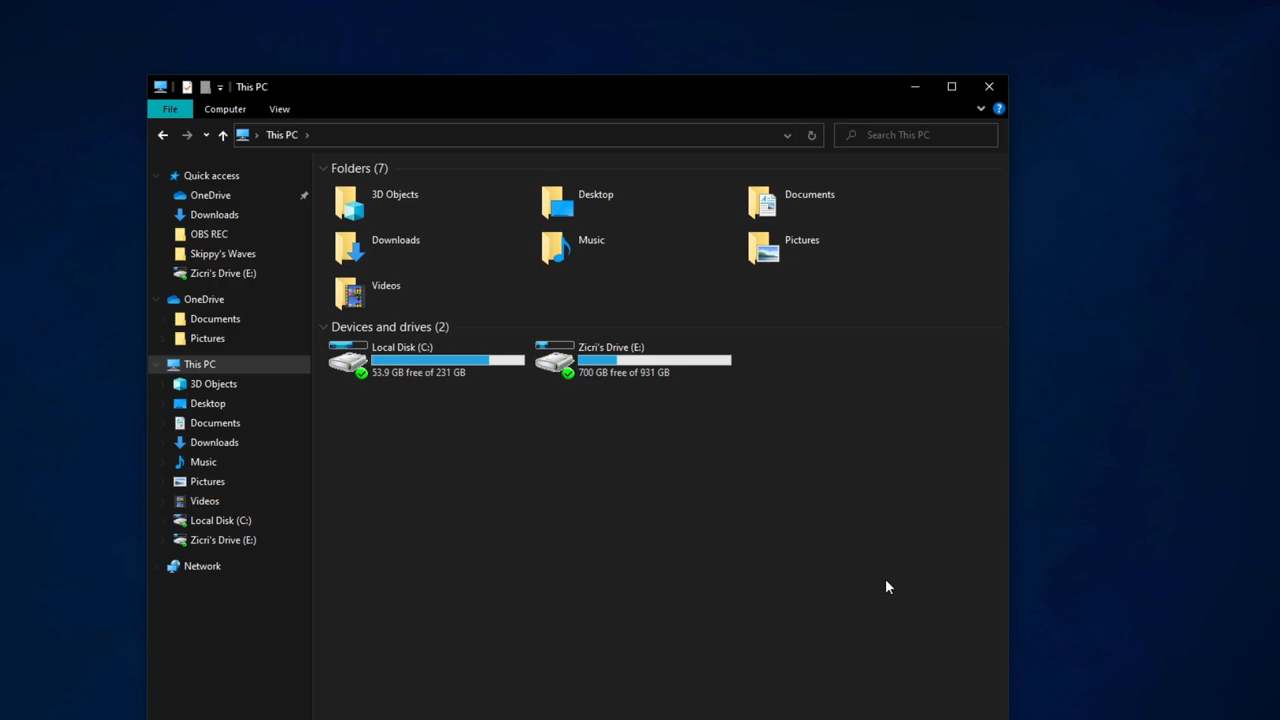 This PC
File Computer View
This PC
Search This PC
Quick access
OneDrive
Downloads
OBS REC
Skippy's Waves
Zicri's Drive (E:)
OneDrive
Documents
Pictures
This PC
3D Objects
Desktop
Documents
Downloads
Music
Pictures
Videos
Local Disk (C:)
Zicri's Drive (E:)
Network
Folders (7)
3D Objects
Desktop
Documents
Downloads
Music
Pictures
Videos
Devices and drives (2)
Local Disk (C:)
53.9 GB free of 231 GB
Zicri's Drive (E:)
700 GB free of 931 GB